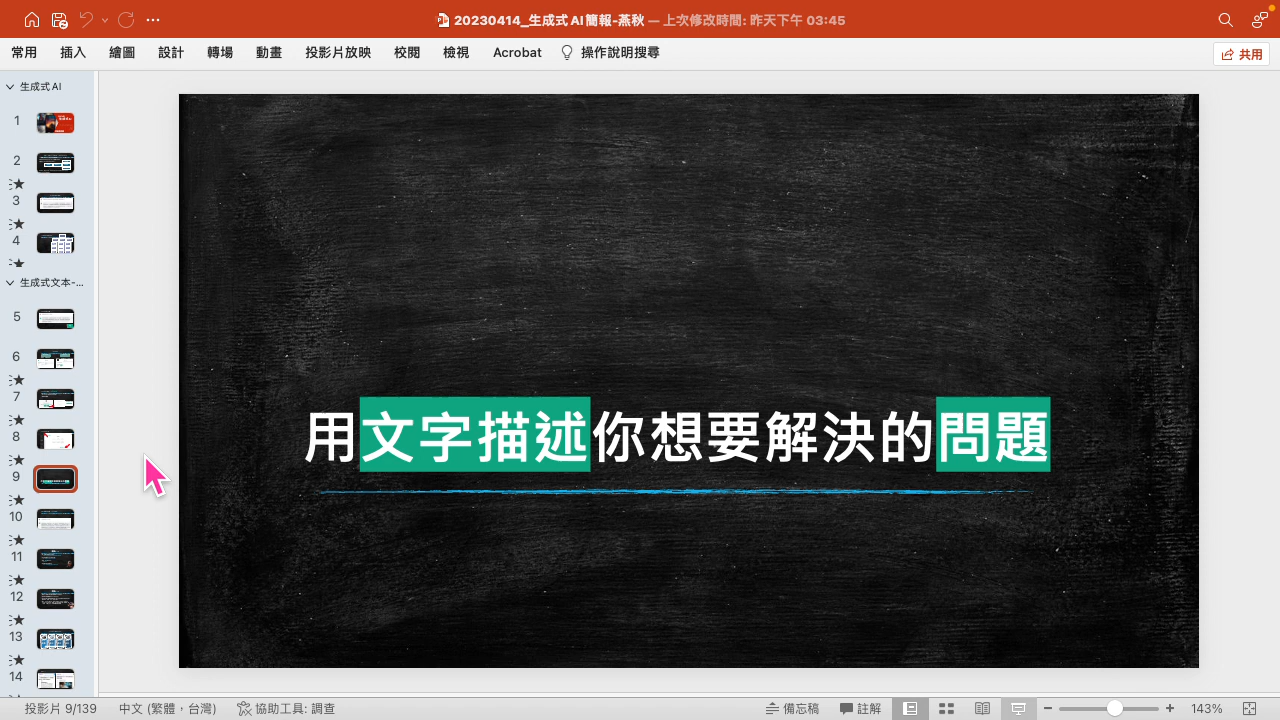 20230414_生成式 AI 簡報-燕秋 — 上次修改時間: 昨天下午 03:45
常用 插入 繪圖 設計 轉場 動畫 投影片放映 校閱 檢視 Acrobat 操作說明搜尋
共用
生成式 AI
1
2
3
4
生成式文本-...
5
6
7
8
9
10
11
12
13
14
用文字描述你想要解決的問題
投影片 9/139 中文 (繁體，台灣) 協助工具: 調查 備忘稿 註解 143%